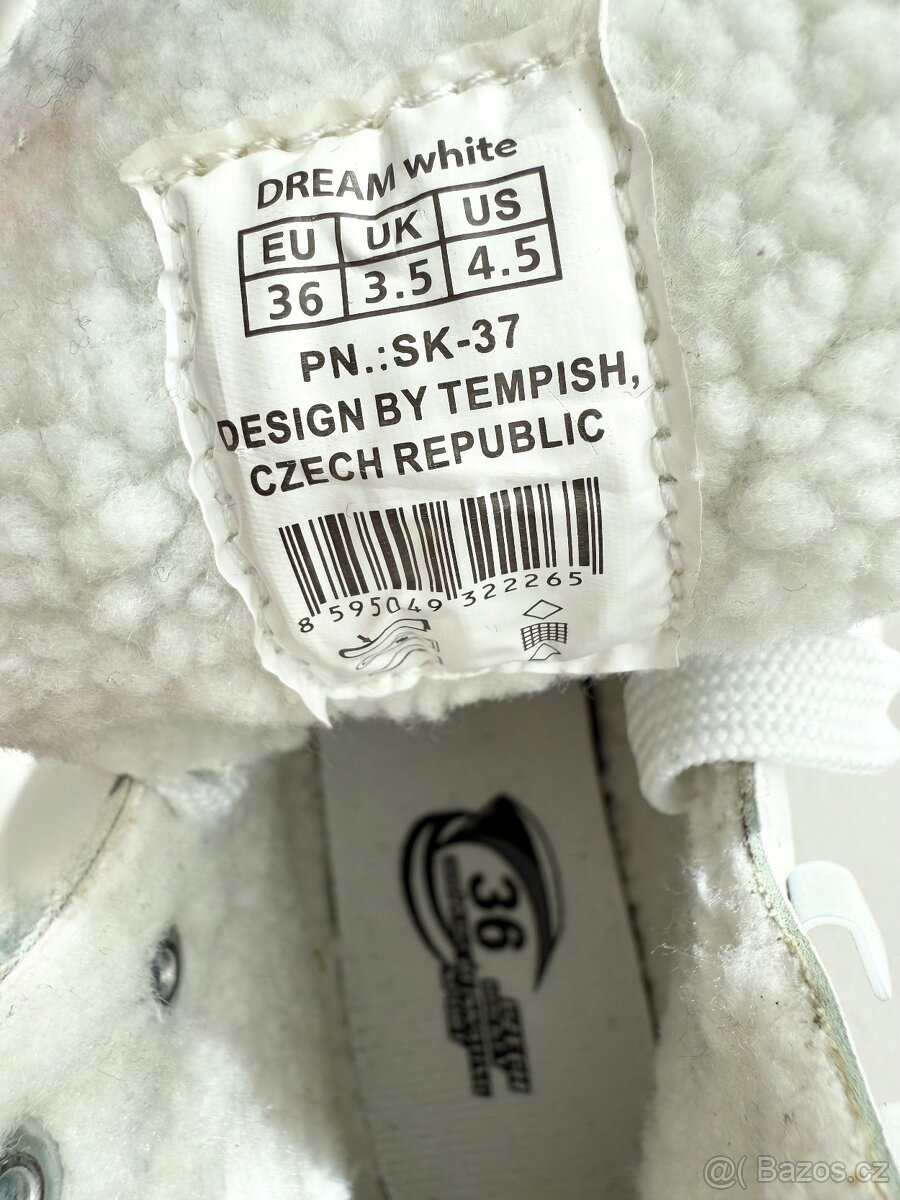 DREAM white
EU UK US
36 3.5 4.5
PN.:SK-37
DESIGN BY TEMPISH,
CZECH REPUBLIC
8 595049 322265
36
@( Bazos.cz